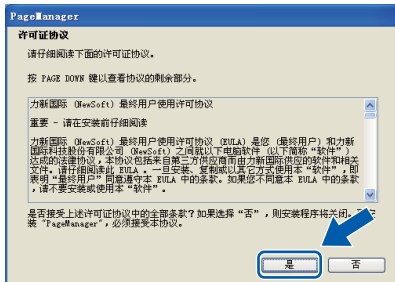 PageManager
许可证协议
请仔细阅读下面的许可证协议。
按 PAGE DOWN 键以查看协议的剩余部分。
力新国际 (NewSoft) 最终用户使用许可协议
重要 - 请在安装前仔细阅读
力新国际 (NewSoft) 最终用户使用许可协议 (EULA) 是您 (最终用户) 和力新
国际科技股份有限公司 (NewSoft) 之间就以下电脑软件 (以下简称“软件”)
达成的法律协议，本协议包括来自第三方供应商而由力新国际供应的软件和相关
文件。请仔细阅读此 EULA 。一旦安装、复制或以其它方式使用本“软件”，即
表明“最终用户”同意遵守本 EULA 中的条款。如果您不同意本 EULA 中的条款
，请不要安装或使用本“软件”。
是否接受上述许可证协议中的全部条款？如果选择“否”，则安装程序将关闭。
装 “PageManager”，必须接受本协议。
是
否